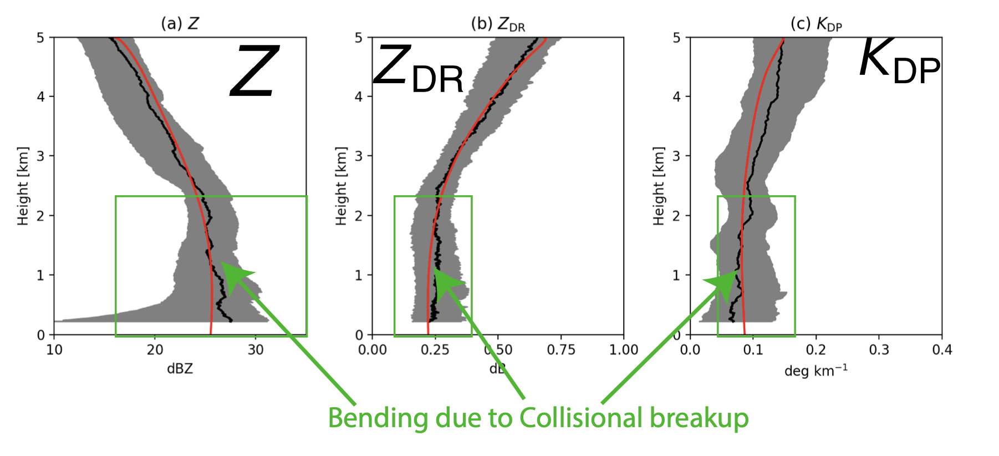 (a) Z
(b) ZDR
(c) KDP
Z
ZDR
KDP
5
4
3
2
1
0
Height [km]
10
20
30
dBZ
5
4
3
2
1
0
Height [km]
0.00
0.25
0.50
0.75
1.00
dB
5
4
3
2
1
0
Height [km]
0.0
0.1
0.2
0.3
0.4
deg km⁻¹
Bending due to Collisional breakup